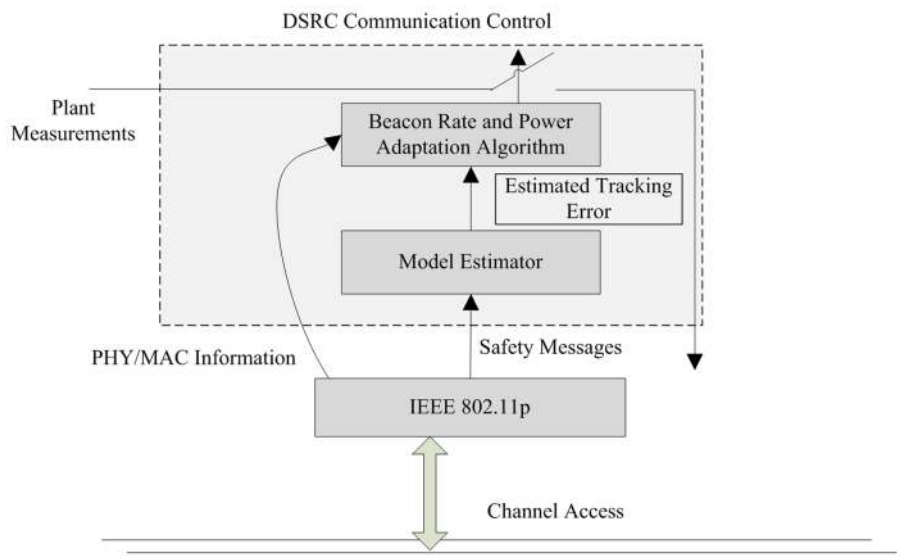 DSRC Communication Control
Plant
Measurements
Beacon Rate and Power
Adaptation Algorithm
Estimated Tracking
Error
Model Estimator
PHY/MAC Information
Safety Messages
IEEE 802.11p
Channel Access